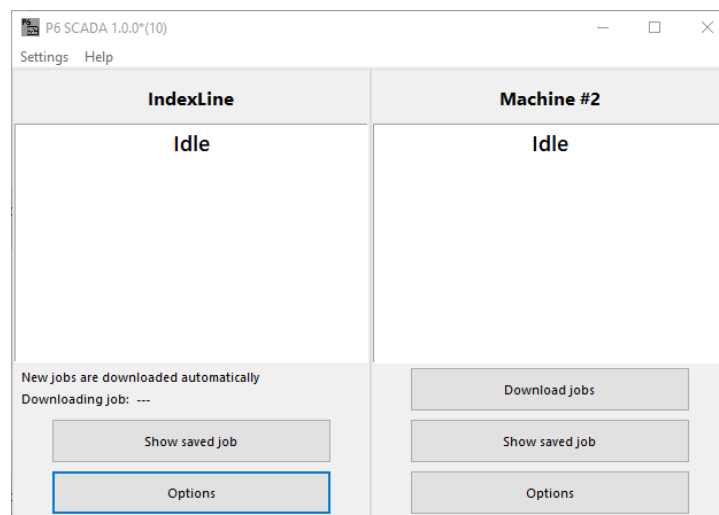 P6 SCADA 1.0.0*(10)
Settings Help
IndexLine
Idle
New jobs are downloaded automatically
Downloading job: ---
Show saved job
Options
Machine #2
Idle
Download jobs
Show saved job
Options